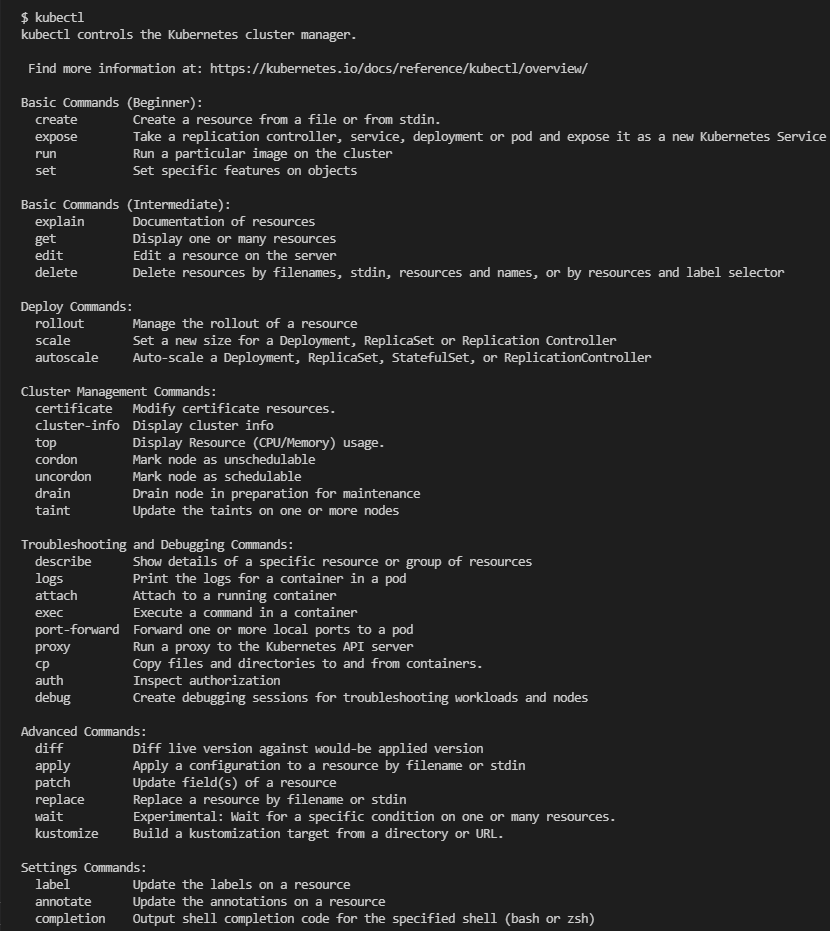 $ kubectl
kubectl controls the Kubernetes cluster manager.
Find more information at: https://kubernetes.io/docs/reference/kubectl/overview/
Basic Commands (Beginner):
create Create a resource from a file or from stdin.
expose Take a replication controller, service, deployment or pod and expose it as a new Kubernetes Service
run Run a particular image on the cluster
set Set specific features on objects
Basic Commands (Intermediate):
explain Documentation of resources
get Display one or many resources
edit Edit a resource on the server
delete Delete resources by filenames, stdin, resources and names, or by resources and label selector
Deploy Commands:
rollout Manage the rollout of a resource
scale Set a new size for a Deployment, ReplicaSet or Replication Controller
autoscale Auto-scale a Deployment, ReplicaSet, StatefulSet, or ReplicationController
Cluster Management Commands:
certificate Modify certificate resources.
cluster-info Display cluster info
top Display Resource (CPU/Memory) usage.
cordon Mark node as unschedulable
uncordon Mark node as schedulable
drain Drain node in preparation for maintenance
taint Update the taints on one or more nodes
Troubleshooting and Debugging Commands:
describe Show details of a specific resource or group of resources
logs Print the logs for a container in a pod
attach Attach to a running container
exec Execute a command in a container
port-forward Forward one or more local ports to a pod
proxy Run a proxy to the Kubernetes API server
cp Copy files and directories to and from containers.
auth Inspect authorization
debug Create debugging sessions for troubleshooting workloads and nodes
Advanced Commands:
diff Diff live version against would-be applied version
apply Apply a configuration to a resource by filename or stdin
patch Update field(s) of a resource
replace Replace a resource by filename or stdin
wait Experimental: Wait for a specific condition on one or many resources.
kustomize Build a kustomization target from a directory or URL.
Settings Commands:
label Update the labels on a resource
annotate Update the annotations on a resource
completion Output shell completion code for the specified shell (bash or zsh)